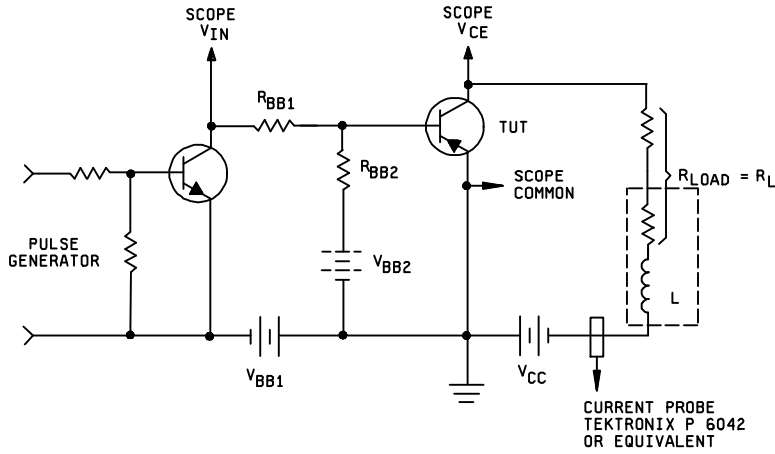 SCOPE
VIN
SCOPE
VCE
RBB1
TUT
RBB2
SCOPE
COMMON
RLOAD = RL
PULSE
GENERATOR
VBB2
L
VBB1
VCC
CURRENT PROBE
TEKTRONIX P 6042
OR EQUIVALENT